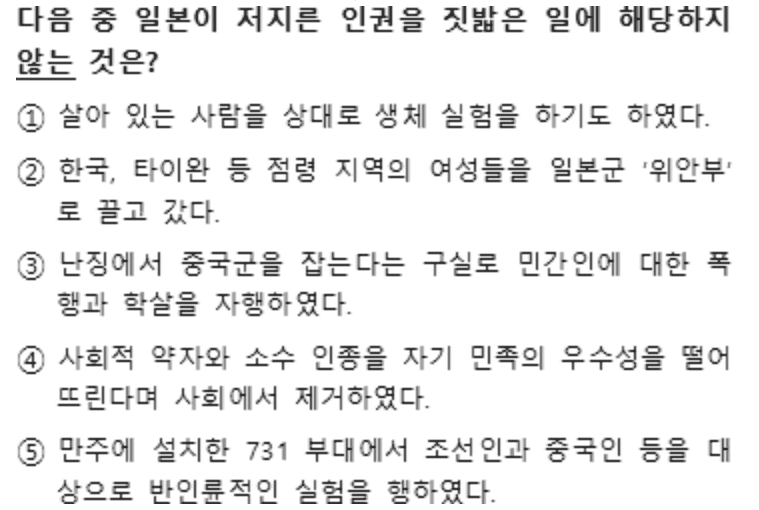 다음 중 일본이 저지른 인권을 짓밟은 일에 해당하지
않는 것은?
① 살아 있는 사람을 상대로 생체 실험을 하기도 하였다.
② 한국, 타이완 등 점령 지역의 여성들을 일본군 '위안부'
로 끌고 갔다.
③ 난징에서 중국군을 잡는다는 구실로 민간인에 대한 폭
행과 학살을 자행하였다.
④ 사회적 약자와 소수 인종을 자기 민족의 우수성을 떨어
뜨린다며 사회에서 제거하였다.
⑤ 만주에 설치한 731 부대에서 조선인과 중국인 등을 대
상으로 반인륜적인 실험을 행하였다.